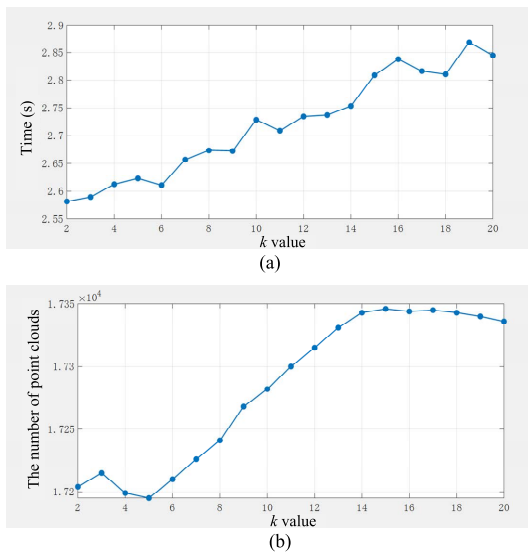 2.9
2.85
2.8
2.75
2.7
2.65
2.6
2.55
Time (s)
2 4 6 8 10 12 14 16 18 20
k value
(a)
×10⁴
1.735
1.73
1.725
1.72
The number of point clouds
2 4 6 8 10 12 14 16 18 20
k value
(b)